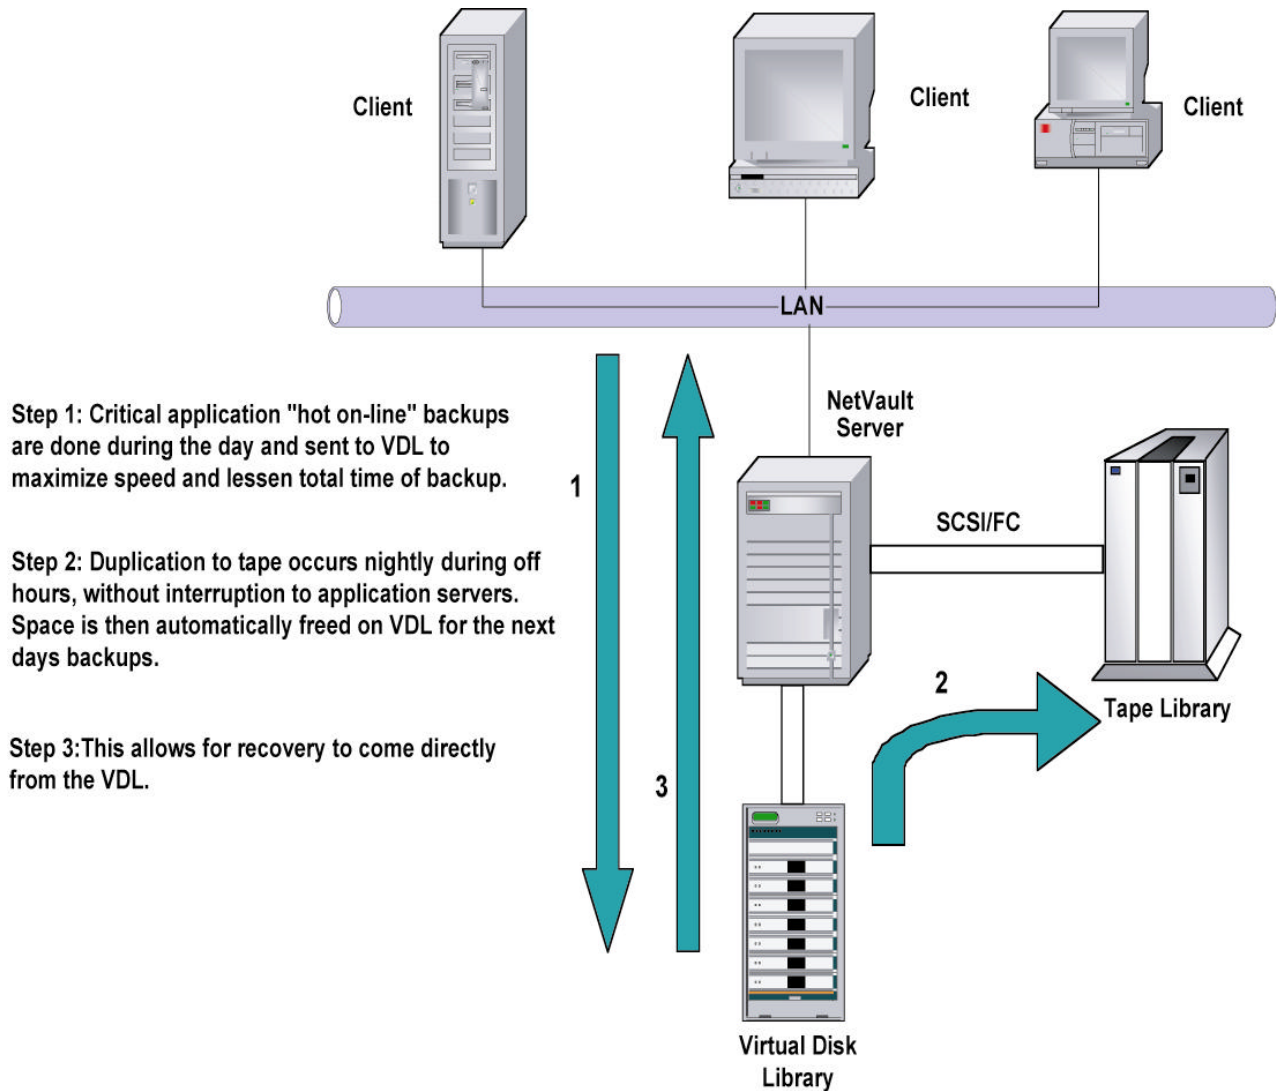 Client
Client
Client
LAN
NetVault
Server
Step 1: Critical application "hot on-line" backups
are done during the day and sent to VDL to
maximize speed and lessen total time of backup.
1
SCSI/FC
Step 2: Duplication to tape occurs nightly during off
hours, without interruption to application servers.
Space is then automatically freed on VDL for the next
days backups.
2
Tape Library
Step 3:This allows for recovery to come directly
from the VDL.
3
Virtual Disk
Library